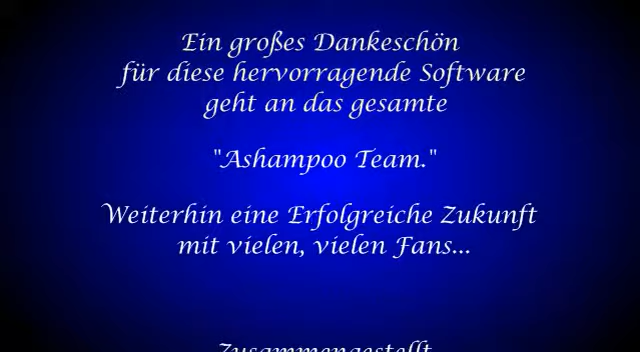 Ein großes Dankeschön
für diese hervorragende Software
geht an das gesamte
"Ashampoo Team."
Weiterhin eine Erfolgreiche Zukunft
mit vielen, vielen Fans...
Zusammengestellt